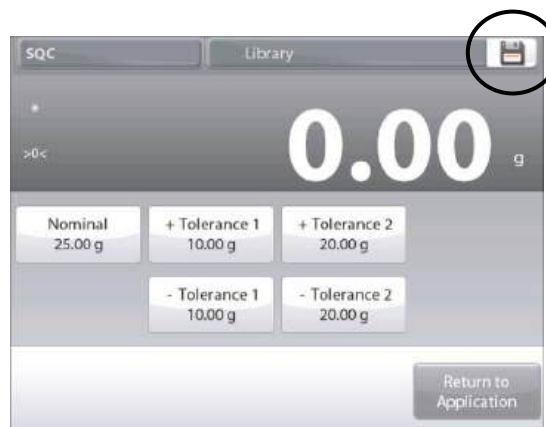 SQC
Library
*
>0<
0.00 g
Nominal
25.00 g
+ Tolerance 1
10.00 g
+ Tolerance 2
20.00 g
- Tolerance 1
10.00 g
- Tolerance 2
20.00 g
Return to
Application